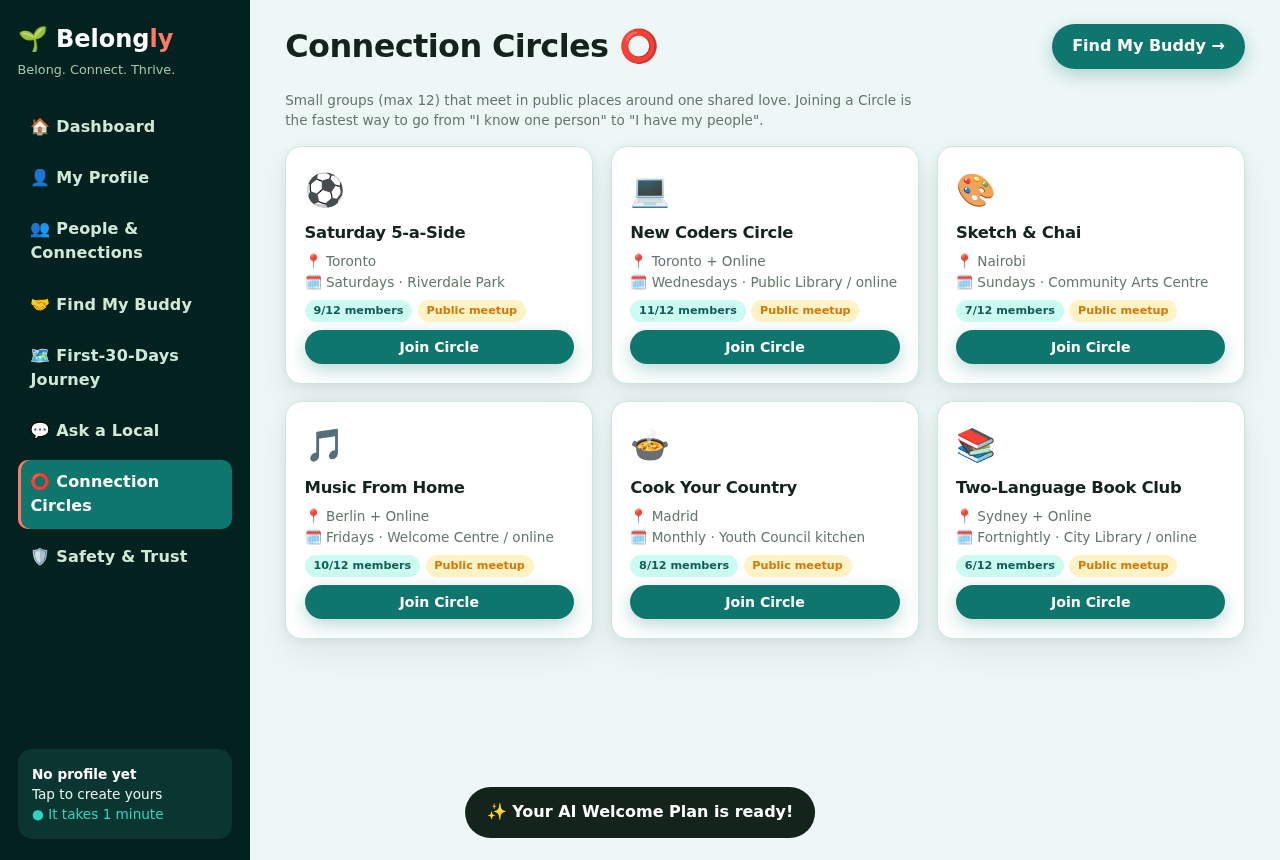 🌱 Belongly
Belong. Connect. Thrive.
🏠 Dashboard
👤 My Profile
👥 People &
Connections
🤝 Find My Buddy
🗺️ First-30-Days
Journey
💬 Ask a Local
⭕ Connection
Circles
🛡️ Safety & Trust
No profile yet
Tap to create yours
● It takes 1 minute
Connection Circles ⭕
Find My Buddy →
Small groups (max 12) that meet in public places around one shared love. Joining a Circle is
the fastest way to go from "I know one person" to "I have my people".
Saturday 5-a-Side
📍 Toronto
🗓️ Saturdays · Riverdale Park
9/12 members Public meetup
Join Circle
New Coders Circle
📍 Toronto + Online
🗓️ Wednesdays · Public Library / online
11/12 members Public meetup
Join Circle
Sketch & Chai
📍 Nairobi
🗓️ Sundays · Community Arts Centre
7/12 members Public meetup
Join Circle
Music From Home
📍 Berlin + Online
🗓️ Fridays · Welcome Centre / online
10/12 members Public meetup
Join Circle
Cook Your Country
📍 Madrid
🗓️ Monthly · Youth Council kitchen
8/12 members Public meetup
Join Circle
Two-Language Book Club
📍 Sydney + Online
🗓️ Fortnightly · City Library / online
6/12 members Public meetup
Join Circle
✨ Your AI Welcome Plan is ready!